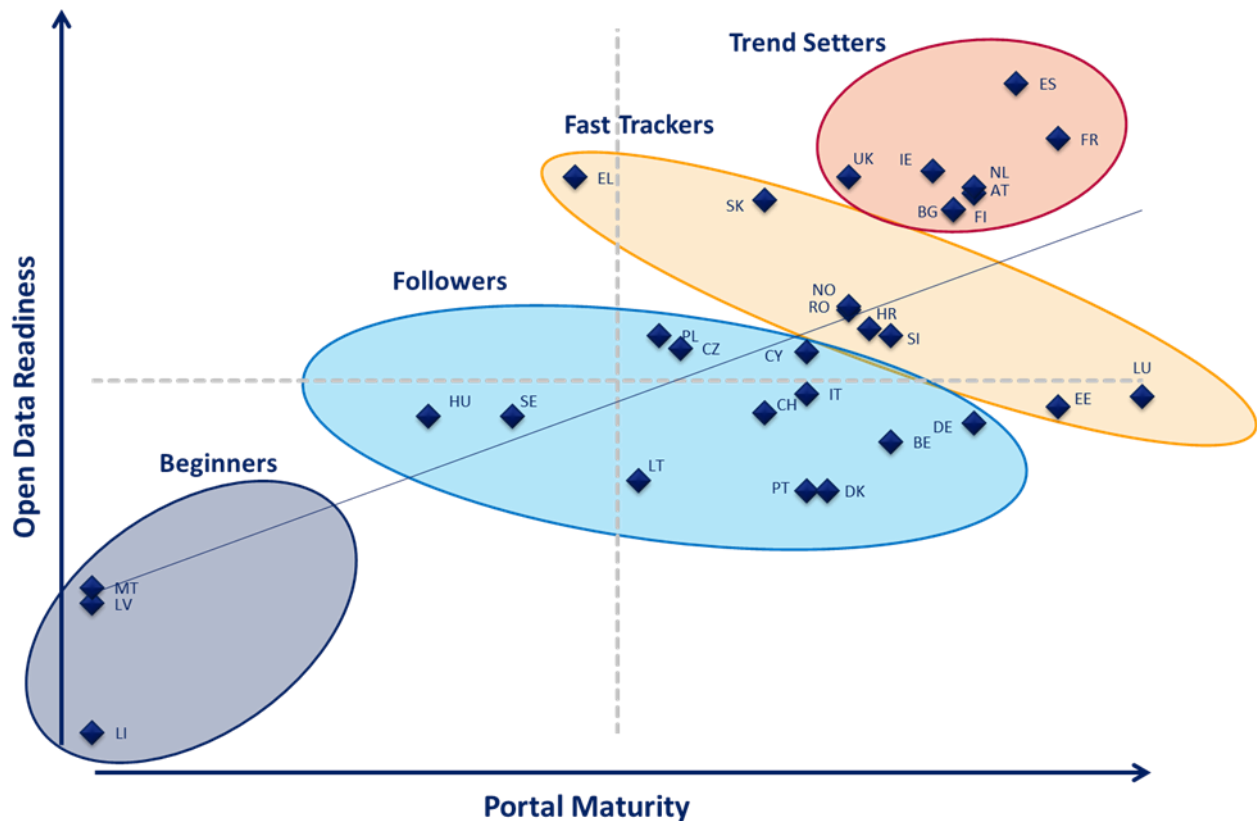 Trend Setters
ES
Fast Trackers
FR
UK
IE
NL
EL
AT
SK
BG
FI
Open Data Readiness
Followers
NO
RO
HR
PL
SI
CZ
CY
LU
IT
EE
HU
SE
CH
DE
BE
Beginners
LT
PT
DK
MT
LV
LI
Portal Maturity